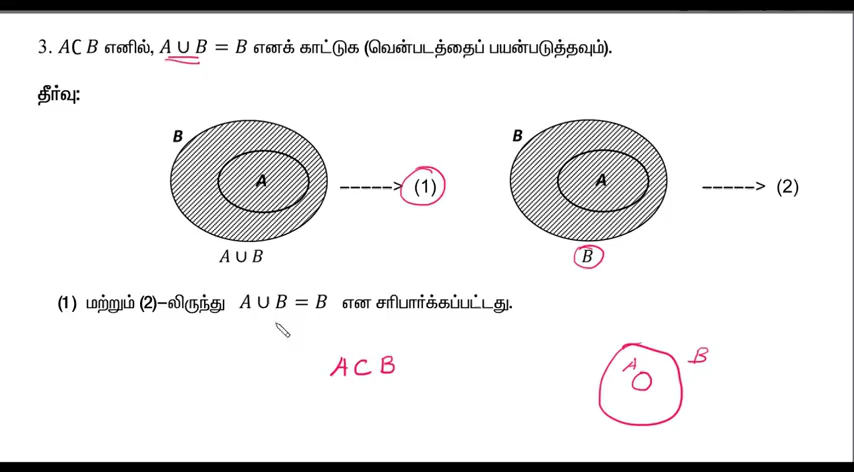 3. A⊂ B எனில், A ∪ B = B எனக் காட்டுக (வென்படத்தைப் பயன்படுத்தவும்).
தீர்வு:
B A -----> (1) B A -----> (2)
A ∪ B B
(1) மற்றும் (2)–லிருந்து A ∪ B = B என சரிபார்க்கப்பட்டது.
A ⊂ B A B